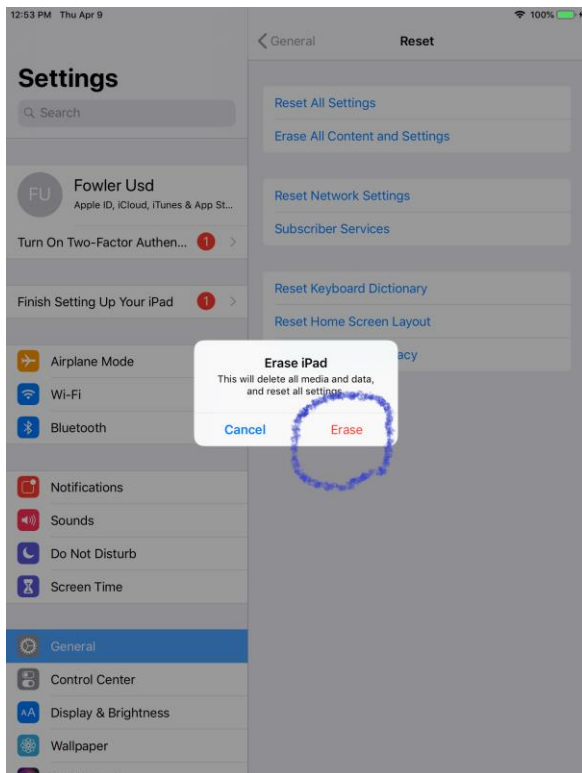 12:53 PM Thu Apr 9
100%
Settings
Search
FU
Fowler Usd
Apple ID, iCloud, iTunes & App St...
Turn On Two-Factor Authen...
1
Finish Setting Up Your iPad
1
Airplane Mode
Wi-Fi
Bluetooth
Notifications
Sounds
Do Not Disturb
Screen Time
General
Control Center
AA
Display & Brightness
Wallpaper
General
Reset
Reset All Settings
Erase All Content and Settings
Reset Network Settings
Subscriber Services
Reset Keyboard Dictionary
Reset Home Screen Layout
Erase iPad
This will delete all media and data,
and reset all settings.
Cancel
Erase